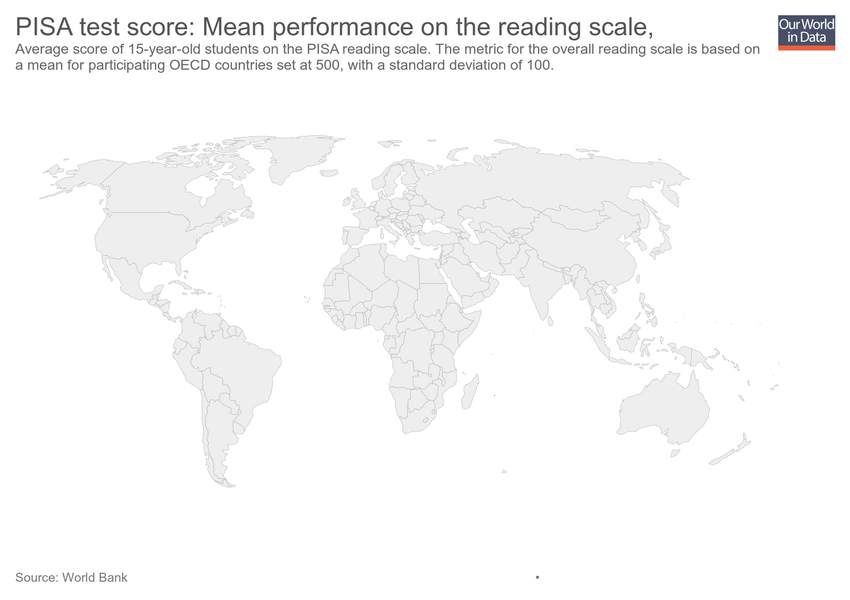 PISA test score: Mean performance on the reading scale,
Our World
in Data
Average score of 15-year-old students on the PISA reading scale. The metric for the overall reading scale is based on
a mean for participating OECD countries set at 500, with a standard deviation of 100.
Source: World Bank
•